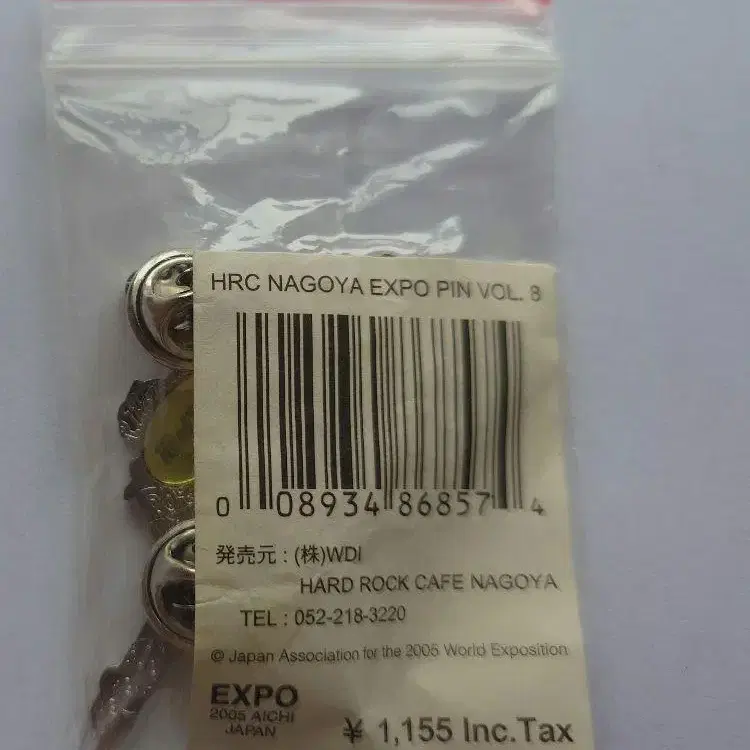 HRC NAGOYA EXPO PIN VOL. 8
0 08934 86857 4
発売元 : (株)WDI
HARD ROCK CAFE NAGOYA
TEL : 052-218-3220
© Japan Association for the 2005 World Exposition
EXPO
2005 AICHI
JAPAN
¥ 1,155 Inc.Tax